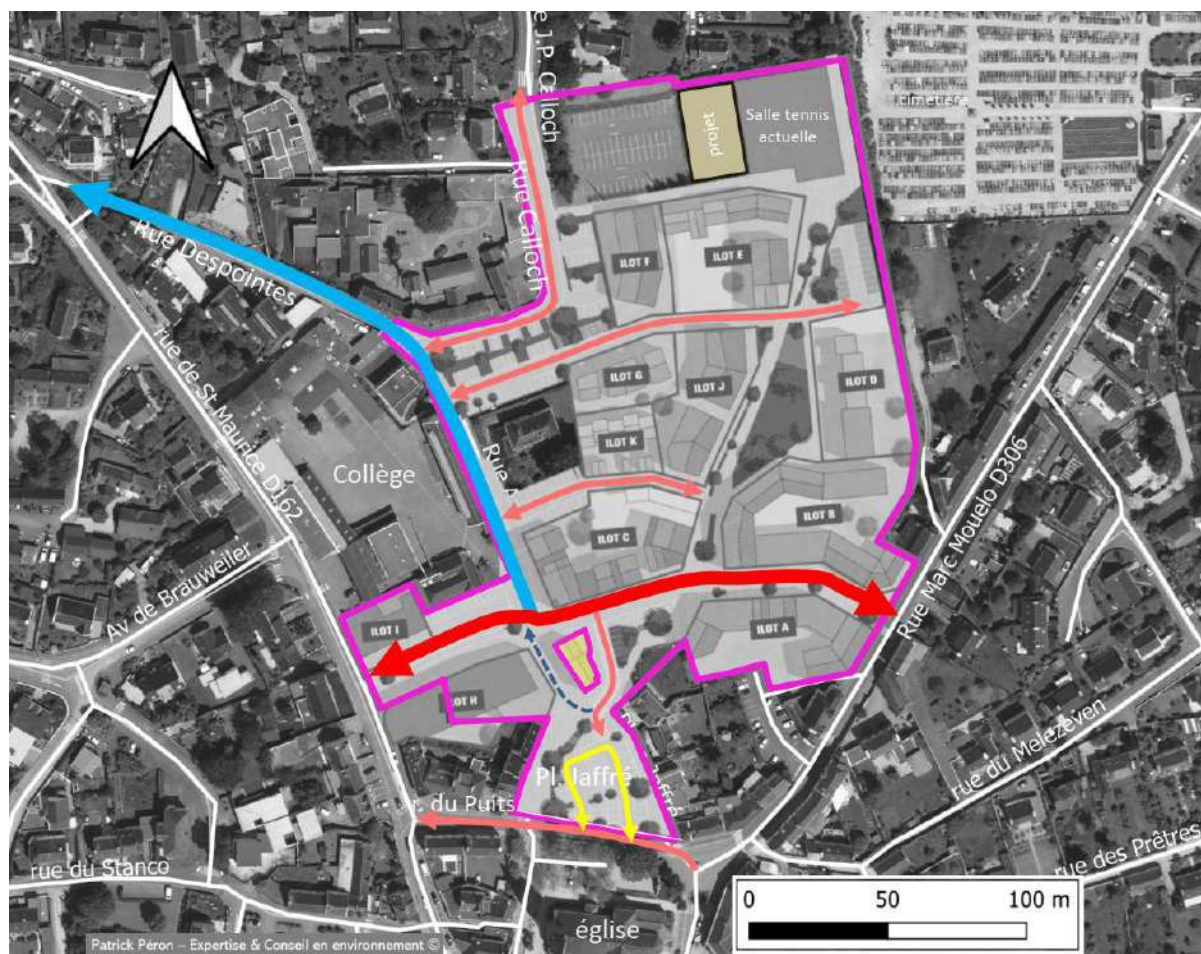 e J.P. Calloch
Cimetière
projet
Salle tennis
actuelle
Rue Calloch
Rue Despointes
ILOT F
ILOT E
rue de St Maurice D162
ILOT G
ILOT J
ILOT D
ILOT K
Collège
Rue
ILOT C
ILOT B
Rue Marc Mouelo D306
Av de Brauweiler
ILOT I
ILOT A
ILOT H
rue du Melezéven
Pl. Jaffré
Jaffré
r. du Puits
rue du Stanco
rue des Prêtres
église
0 50 100 m
Patrick Péron – Expertise & Conseil en environnement ©